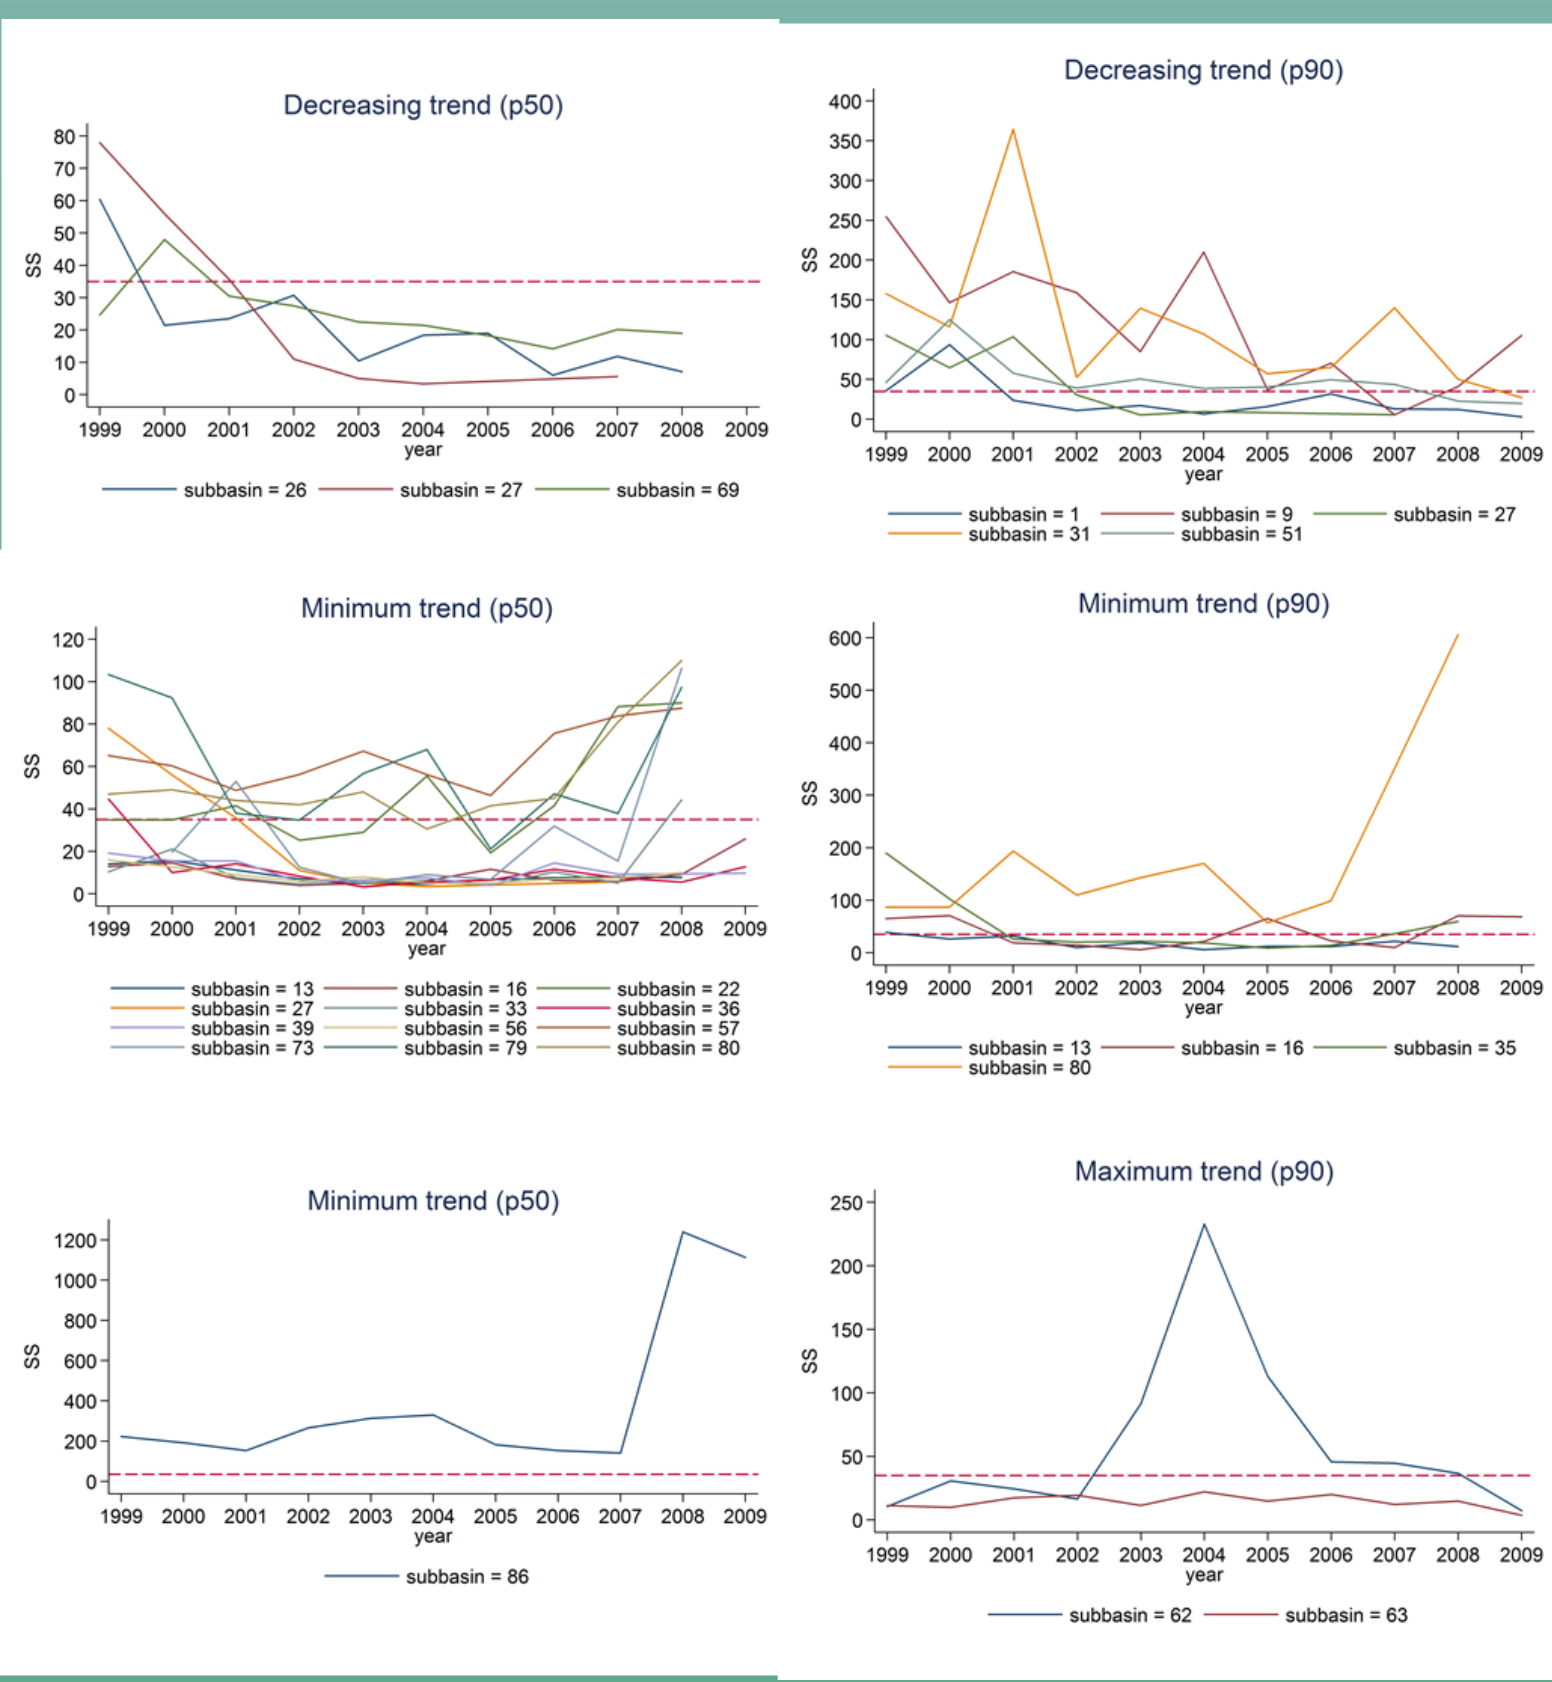 Decreasing trend (p50)
80
70
60
50
40
30
20
10
0
SS
1999 2000 2001 2002 2003 2004 2005 2006 2007 2008 2009
year
subbasin = 26 subbasin = 27 subbasin = 69
Decreasing trend (p90)
400
350
300
250
200
150
100
50
0
SS
1999 2000 2001 2002 2003 2004 2005 2006 2007 2008 2009
year
subbasin = 1 subbasin = 9 subbasin = 27
subbasin = 31 subbasin = 51
Minimum trend (p50)
120
100
80
60
40
20
0
SS
1999 2000 2001 2002 2003 2004 2005 2006 2007 2008 2009
year
subbasin = 13 subbasin = 16 subbasin = 22
subbasin = 27 subbasin = 33 subbasin = 36
subbasin = 39 subbasin = 56 subbasin = 57
subbasin = 73 subbasin = 79 subbasin = 80
Minimum trend (p90)
600
500
400
300
200
100
0
SS
1999 2000 2001 2002 2003 2004 2005 2006 2007 2008 2009
year
subbasin = 13 subbasin = 16 subbasin = 35
subbasin = 80
Minimum trend (p50)
1200
1000
800
600
400
200
0
SS
1999 2000 2001 2002 2003 2004 2005 2006 2007 2008 2009
year
subbasin = 86
Maximum trend (p90)
250
200
150
100
50
0
SS
1999 2000 2001 2002 2003 2004 2005 2006 2007 2008 2009
year
subbasin = 62 subbasin = 63